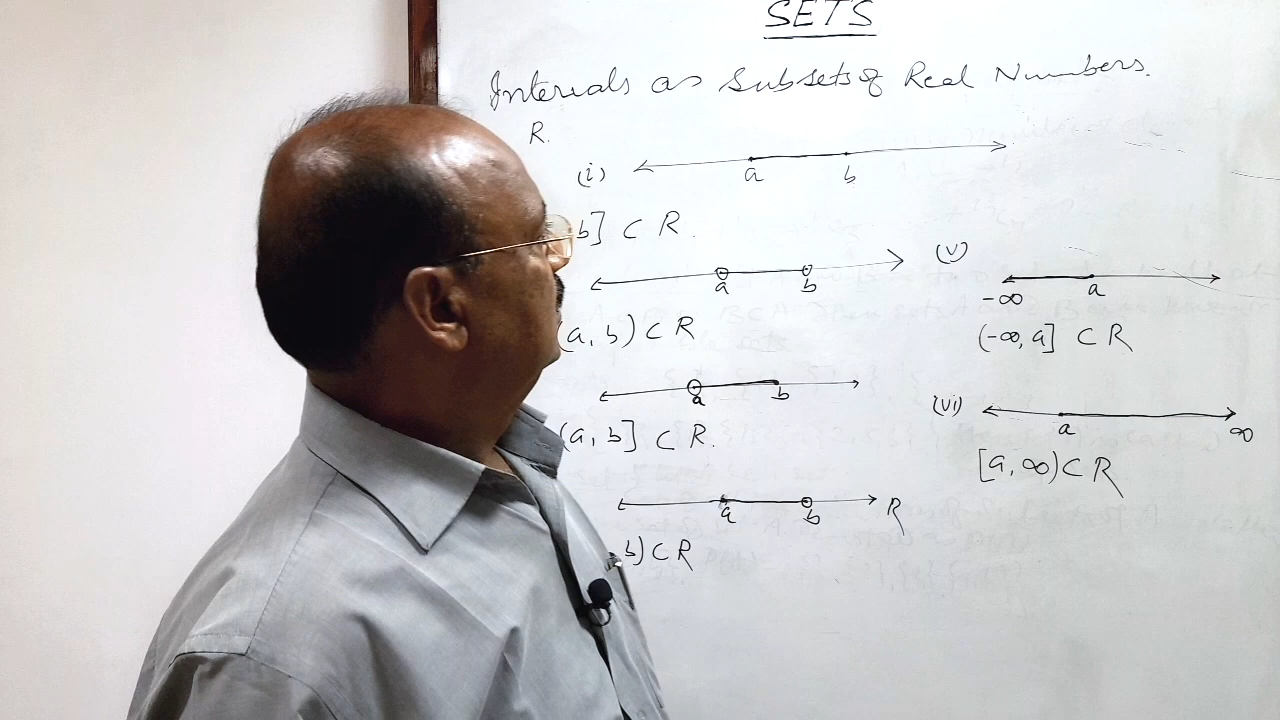 SETS
Intervals as Subsets of Real Numbers.
R.
(i)
a b
b] ⊂ R.
a b
(a, b) ⊂ R
a b
(a, b] ⊂ R.
a b R
b) ⊂ R
(v)
-∞ a
(-∞, a] ⊂ R
(vi)
a ∞
[a, ∞) ⊂ R